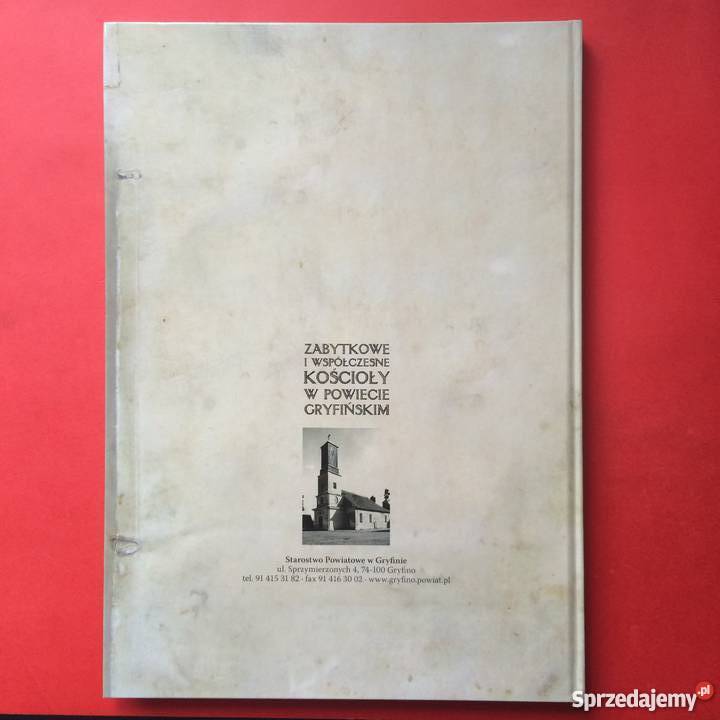 ZABYTKOWE
I WSPÓŁCZESNE
KOŚCIOŁY
W POWIECIE
GRYFIŃSKIM
Starostwo Powiatowe w Gryfinie
ul. Sprzymierzonych 4, 74-100 Gryfino
tel. 91 415 31 82 - fax 91 416 30 02 - www.gryfino.powiat.pl
Sprzedajemy.pl